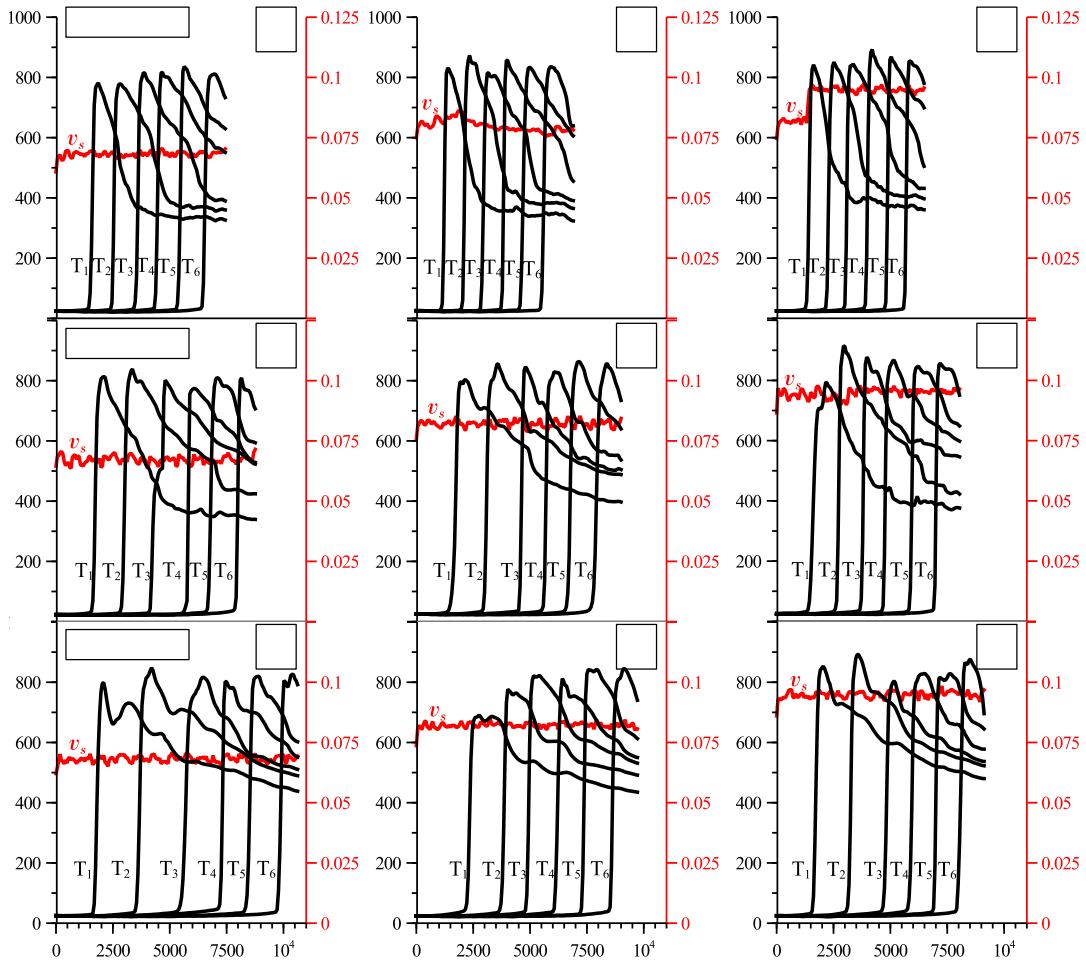 1000 0.125 1000 0.125 1000 0.125
800 0.1 800 0.1 800 0.1
v_s v_s v_s
600 0.075 600 0.075 600 0.075
400 0.05 400 0.05 400 0.05
200 T₁ T₂ T₃ T₄ T₅ T₆ 0.025 200 T₁ T₂ T₃ T₄ T₅ T₆ 0.025 200 T₁ T₂ T₃ T₄ T₅ T₆ 0.025
800 0.1 800 0.1 800 0.1
v_s v_s v_s
600 0.075 600 0.075 600 0.075
400 0.05 400 0.05 400 0.05
200 T₁ T₂ T₃ T₄ T₅ T₆ 0.025 200 T₁ T₂ T₃ T₄ T₅ T₆ 0.025 200 T₁ T₂ T₃ T₄ T₅ T₆ 0.025
800 0.1 800 0.1 800 0.1
v_s v_s v_s
600 0.075 600 0.075 600 0.075
400 0.05 400 0.05 400 0.05
200 T₁ T₂ T₃ T₄ T₅ T₆ 0.025 200 T₁ T₂ T₃ T₄ T₅ T₆ 0.025 200 T₁ T₂ T₃ T₄ T₅ T₆ 0.025
0 0 0 0 0 0
0 2500 5000 7500 10⁴ 0 2500 5000 7500 10⁴ 0 2500 5000 7500 10⁴